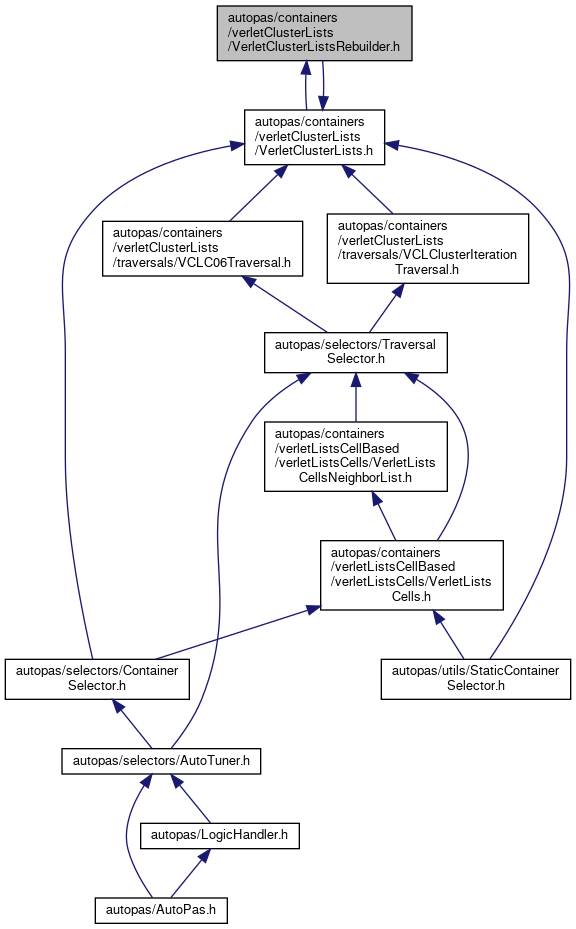 autopas/containers
/verletClusterLists
/VerletClusterListsRebuilder.h
autopas/containers
/verletClusterLists
/VerletClusterLists.h
autopas/containers
/verletClusterLists
/traversals/VCLC06Traversal.h
autopas/containers
/verletClusterLists
/traversals/VCLClusterIteration
Traversal.h
autopas/selectors/Traversal
Selector.h
autopas/containers
/verletListsCellBased
/verletListsCells/VerletLists
CellsNeighborList.h
autopas/containers
/verletListsCellBased
/verletListsCells/VerletLists
Cells.h
autopas/selectors/Container
Selector.h
autopas/utils/StaticContainer
Selector.h
autopas/selectors/AutoTuner.h
autopas/LogicHandler.h
autopas/AutoPas.h